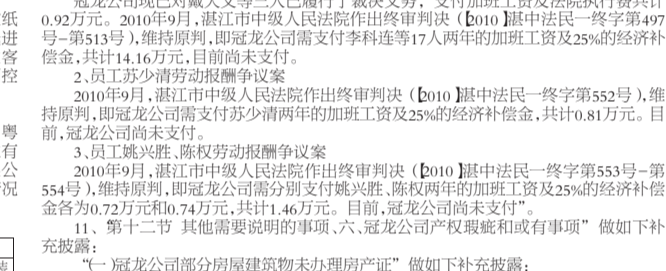 纸 0.92万元。2010年9月,湛江市中级人民法院作出终审判决(【2010】湛中法民一终字第497
进 号-第513号),维持原判,即冠龙公司需支付李科连等17人两年的加班工资及25%的经济补
客 偿金,共计14.16万元,目前尚未支付。
控 2、员工苏少清劳动报酬争议案
2010年9月,湛江市中级人民法院作出终审判决(【2010】湛中法民一终字第552号),维
持原判,即冠龙公司需支付苏少清两年的加班工资及25%的经济补偿金,共计0.81万元。目
粤 前,冠龙公司尚未支付。
有 3、员工姚兴胜、陈权劳动报酬争议案
公 2010年9月,湛江市中级人民法院作出终审判决(【2010】湛中法民一终字第553号-第
况 554号),维持原判,即冠龙公司需分别支付姚兴胜、陈权两年的加班工资及25%的经济补偿
金各为0.72万元和0.74万元,共计1.46万元。目前,冠龙公司尚未支付”。
11、“第十二节 其他需要说明的事项、六、冠龙公司产权瑕疵和或有事项”做如下补
充披露:
“(一)冠龙公司部分房屋建筑物未办理房产证”做如下补充披露: